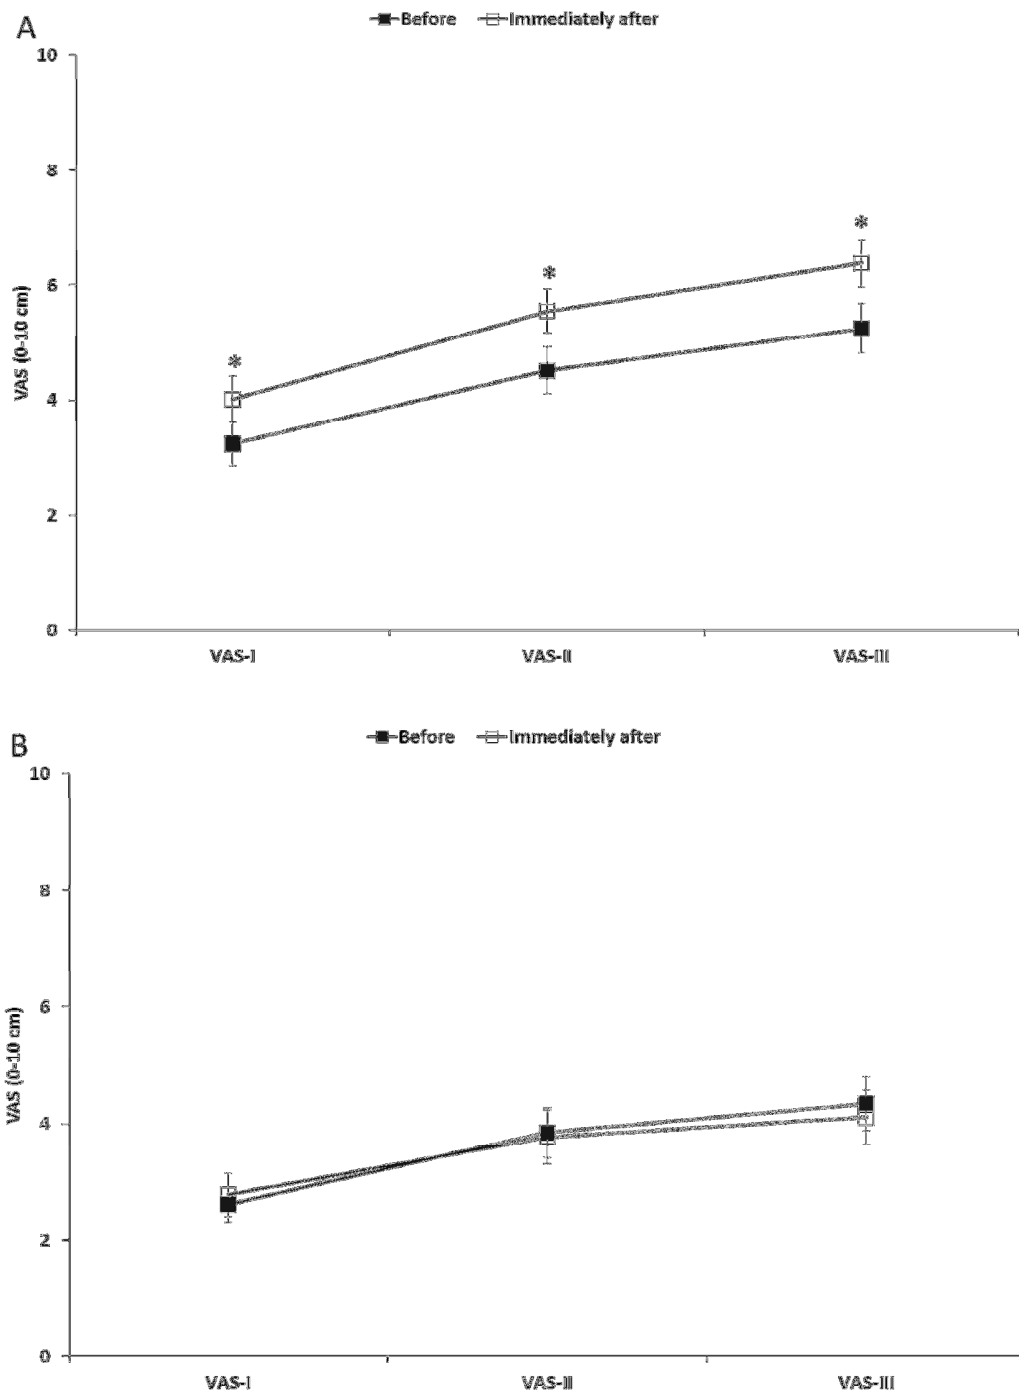 A
Before Immediately after
10
8
6
4
2
0
VAS (0-10 cm)
*
*
*
VAS-I VAS-II VAS-III
B
Before Immediately after
10
8
6
4
2
0
VAS (0-10 cm)
VAS-I VAS-II VAS-III